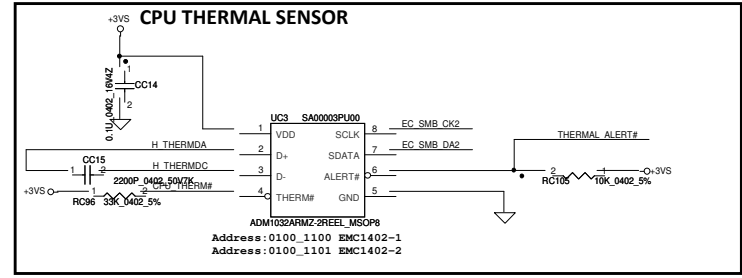 CPU THERMAL SENSOR
+3VS
1
CC14
2
0.1U_0402_16V4Z
UC3 SA00003PU00
1 VDD SCLK 8 EC_SMB_CK2
H_THERMDA 2 D+ SDATA 7 EC_SMB_DA2
THERMAL_ALERT#
1 CC15 2 H_THERMDC 3 D- ALERT# 6
2200P_0402_50V7K
+3VS 1 2 CPU_THERM# 4 THERM# GND 5
RC96 33K_0402_5%
2 1 +3VS
RC105 10K_0402_5%
ADM1032ARMZ-2REEL_MSOP8
Address:0100_1100 EMC1402-1
Address:0100_1101 EMC1402-2